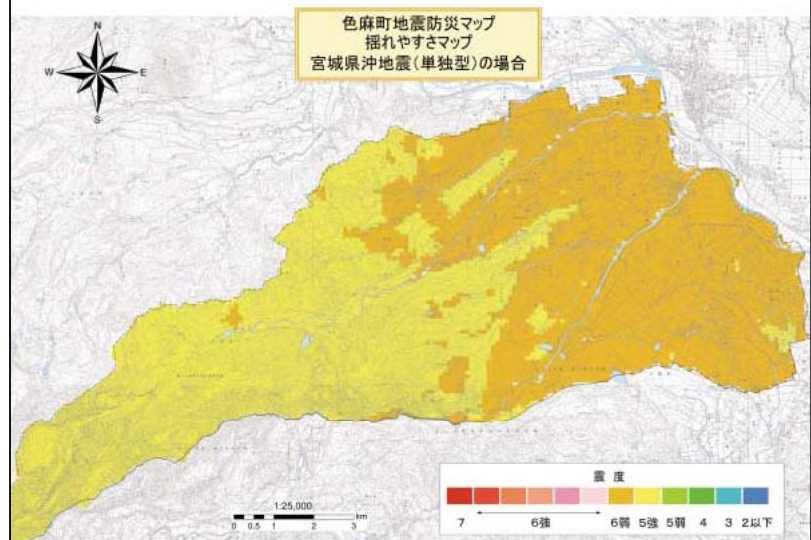 色麻町地震防災マップ
揺れやすさマップ
宮城県沖地震(単独型)の場合
N
W E
S
震度
7 6強 6弱 5強 5弱 4 3 2以下
1:25,000
0 0.5 1 2 3 km